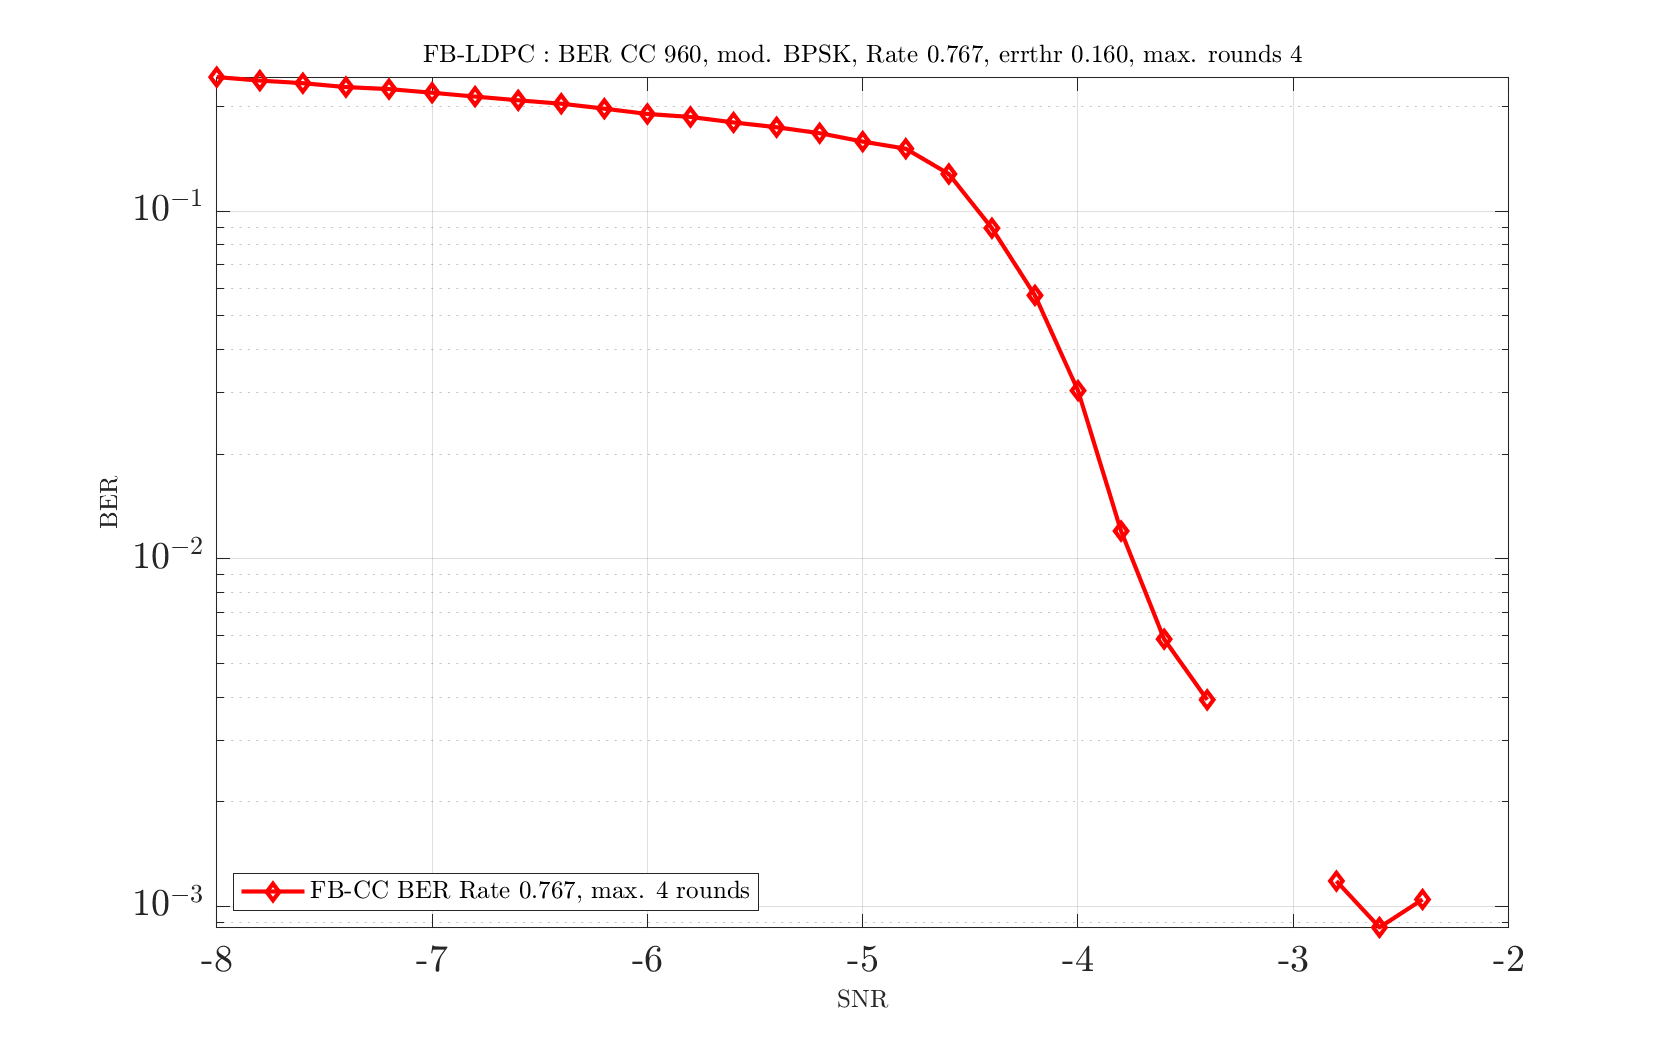 FB-LDPC : BER CC 960, mod. BPSK, Rate 0.767, errthr 0.160, max. rounds 4
10^{-1}
10^{-2}
10^{-3}
BER
FB-CC BER Rate 0.767, max. 4 rounds
-8 -7 -6 -5 -4 -3 -2
SNR